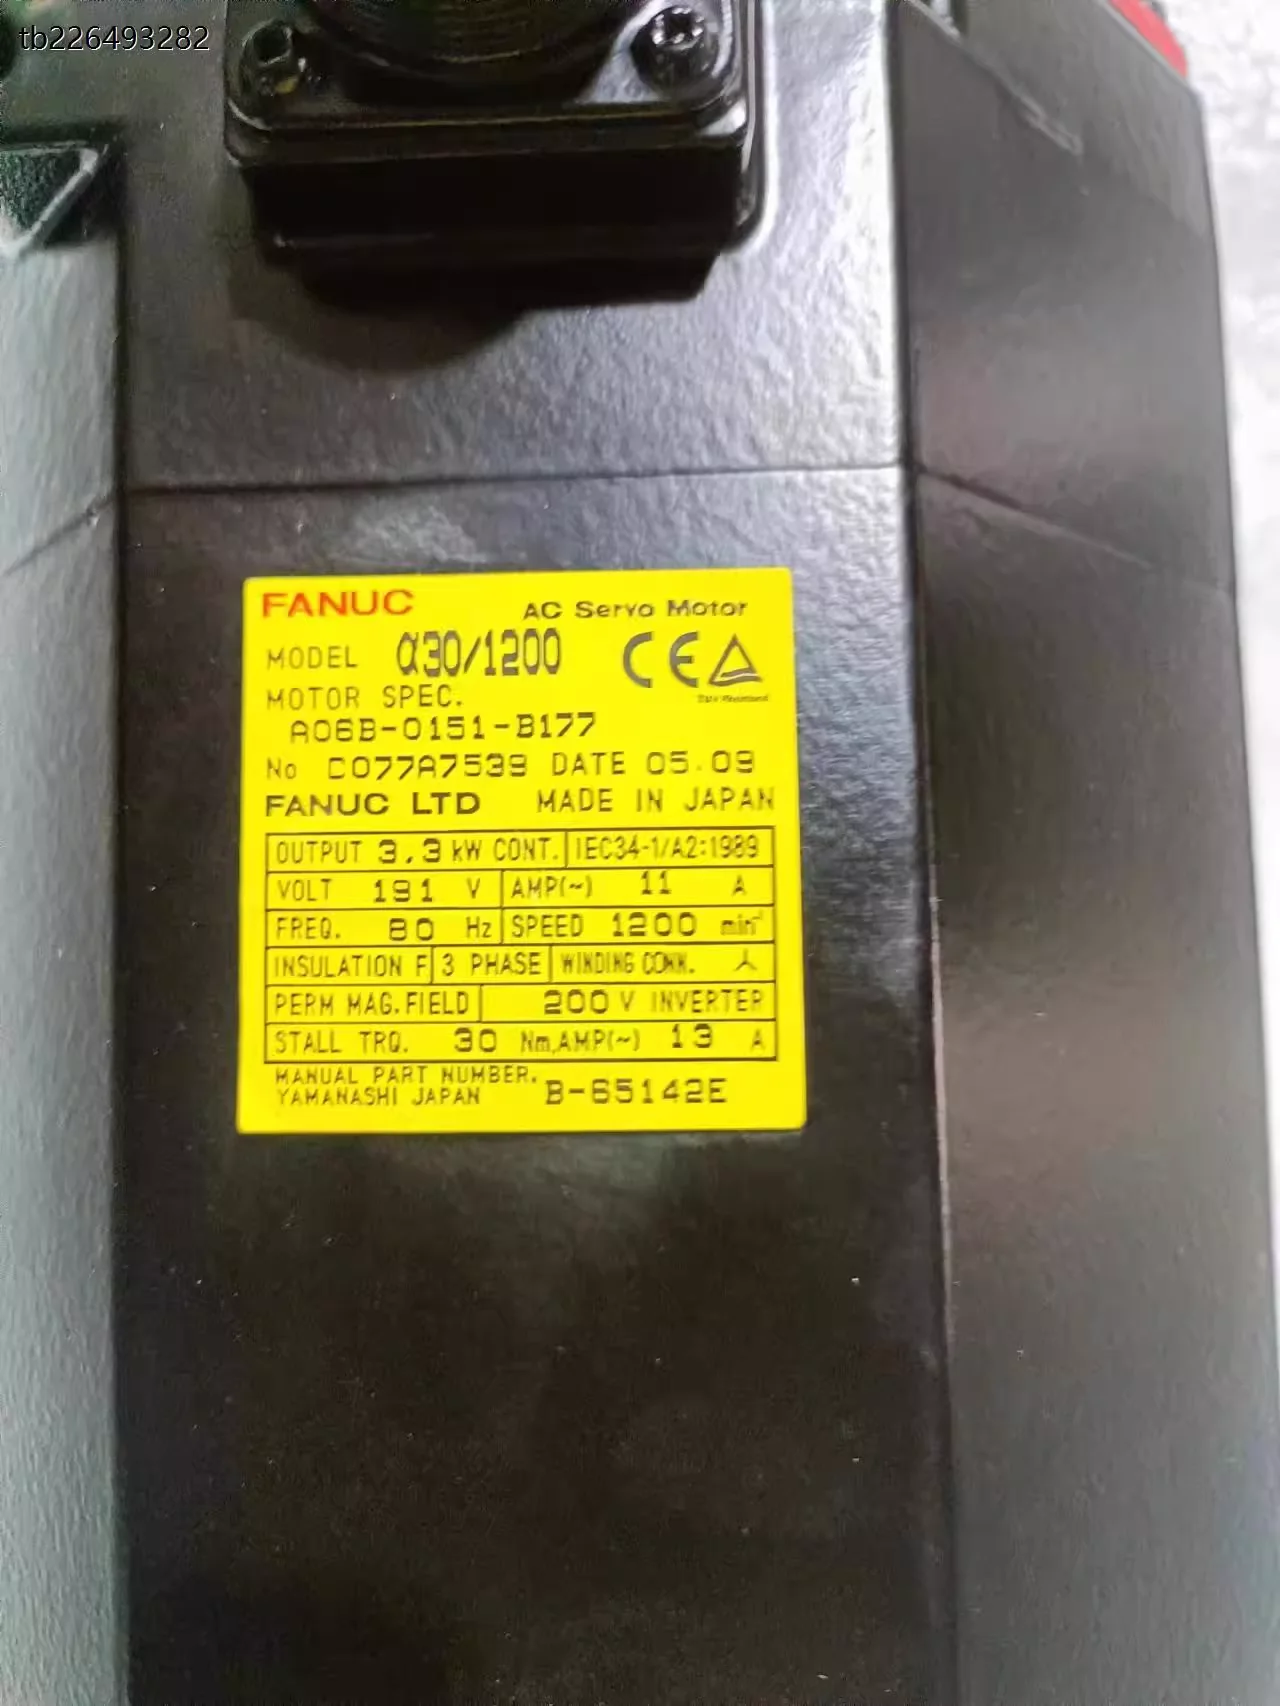 tb226493282
FANUC AC Servo Motor
MODEL α30/1200 CE
MOTOR SPEC.
A06B-0151-B177
No C077A7539 DATE 05.09
FANUC LTD MADE IN JAPAN
OUTPUT 3.3 kW CONT. IEC34-1/A2:1989
VOLT 191 V AMP(~) 11 A
FREQ. 80 Hz SPEED 1200 min⁻¹
INSULATION F 3 PHASE WINDING CONN.
PERM MAG.FIELD 200 V INVERTER
STALL TRQ. 30 Nm,AMP(~) 13 A
MANUAL PART NUMBER.
YAMANASHI JAPAN B-65142E